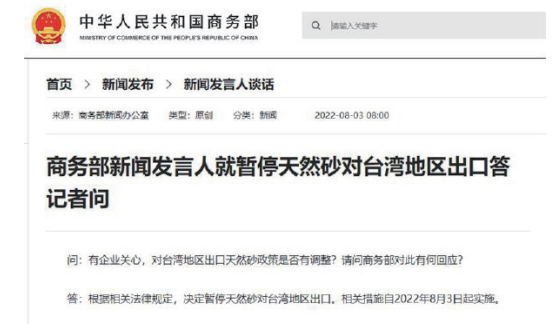 中华人民共和国商务部
MINISTRY OF COMMERCE OF THE PEOPLE'S REPUBLIC OF CHINA
请输入关键字
首页 > 新闻发布 > 新闻发言人谈话
来源：商务部新闻办公室 类型：原创 分类：新闻 2022-08-03 08:00
商务部新闻发言人就暂停天然砂对台湾地区出口答
记者问
问：有企业关心，对台湾地区出口天然砂政策是否有调整？请问商务部对此有何回应？
答：根据相关法律规定，决定暂停天然砂对台湾地区出口。相关措施自2022年8月3日起实施。